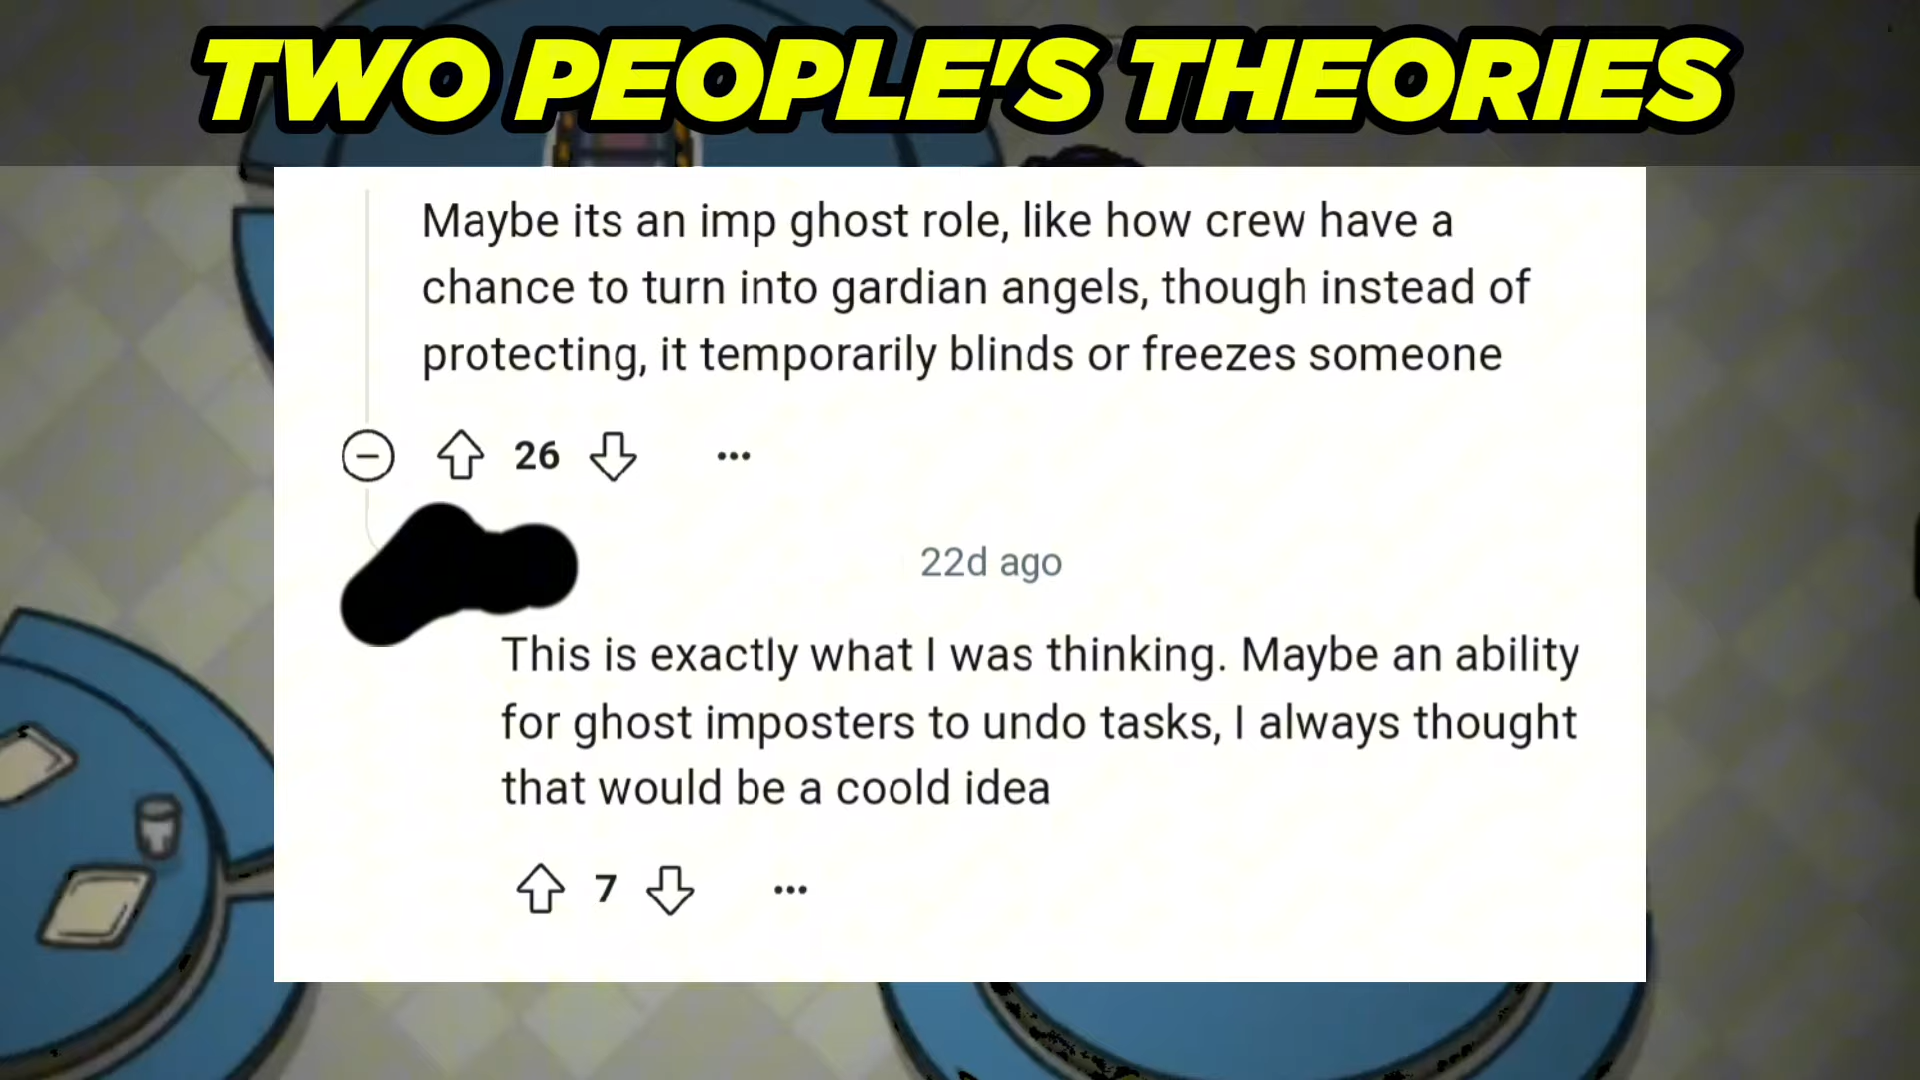 TWO PEOPLE'S THEORIES
Maybe its an imp ghost role, like how crew have a
chance to turn into gardian angels, though instead of
protecting, it temporarily blinds or freezes someone
26
22d ago
This is exactly what I was thinking. Maybe an ability
for ghost imposters to undo tasks, I always thought
that would be a coold idea
7